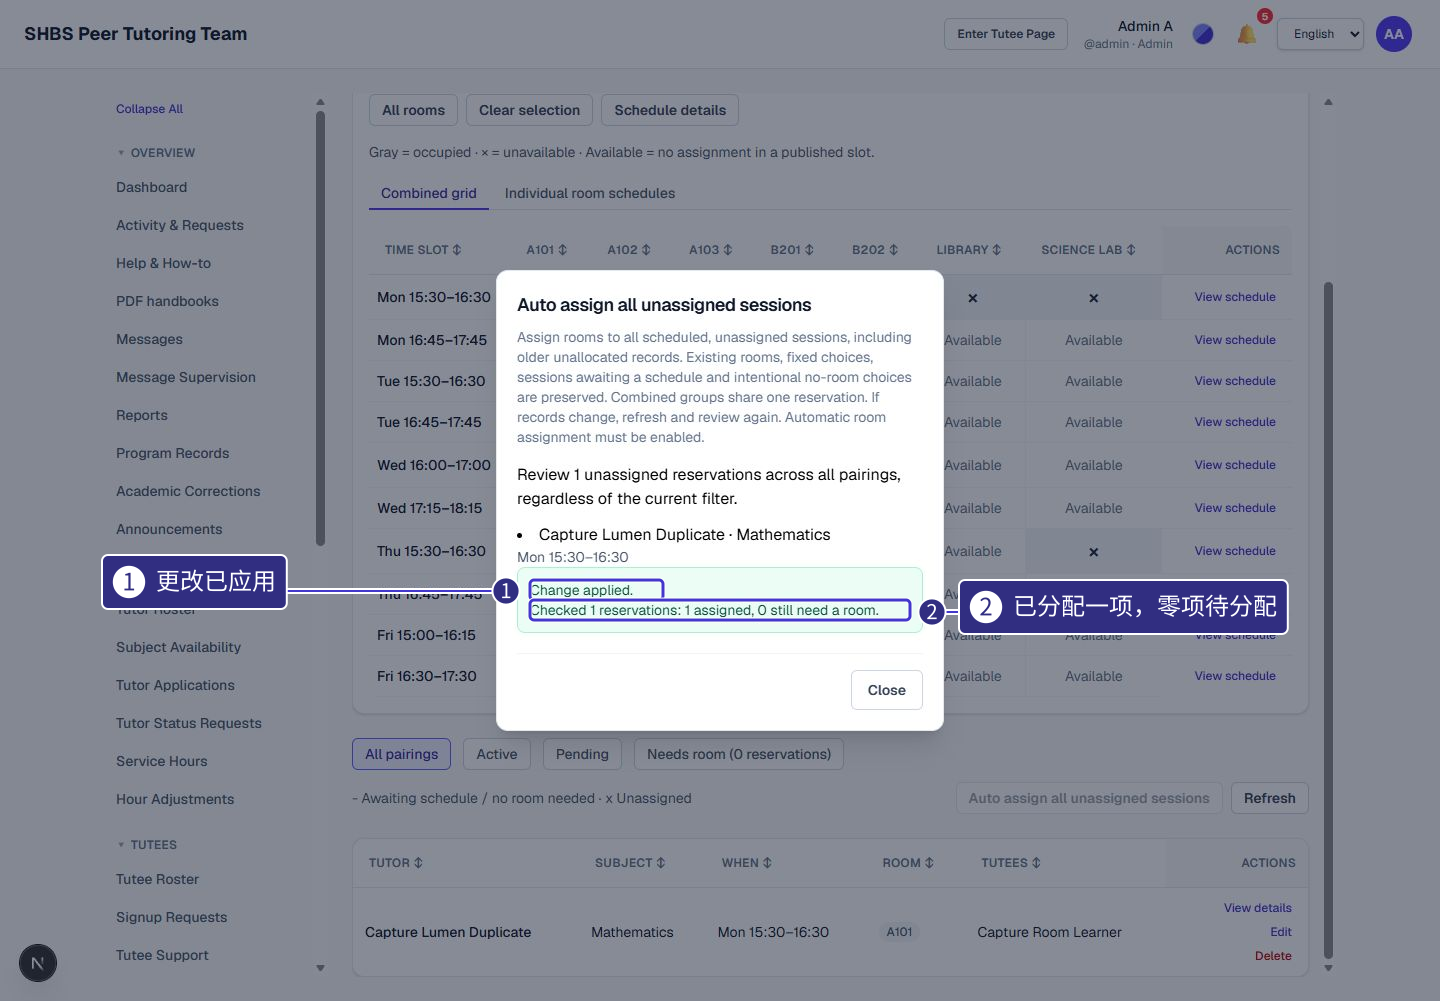 SHBS Peer Tutoring Team
Enter Tutee Page
Admin A
@admin · Admin
5
English
AA
Collapse All
OVERVIEW
Dashboard
Activity & Requests
Help & How-to
PDF handbooks
Messages
Message Supervision
Reports
Program Records
Academic Corrections
Announcements
Tutor Roster
Subject Availability
Tutor Applications
Tutor Status Requests
Service Hours
Hour Adjustments
TUTEES
Tutee Roster
Signup Requests
Tutee Support
N
All rooms
Clear selection
Schedule details
Gray = occupied · × = unavailable · Available = no assignment in a published slot.
Combined grid
Individual room schedules
TIME SLOT A101 A102 A103 B201 B202 LIBRARY SCIENCE LAB ACTIONS
Mon 15:30–16:30 × × View schedule
Mon 16:45–17:45 Available Available View schedule
Tue 15:30–16:30 Available Available View schedule
Tue 16:45–17:45 Available Available View schedule
Wed 16:00–17:00 Available Available View schedule
Wed 17:15–18:15 Available Available View schedule
Thu 15:30–16:30 Available × View schedule
Thu 16:45–17:45
Fri 15:00–16:15 Available Available View schedule
Fri 16:30–17:30 Available Available View schedule
Auto assign all unassigned sessions
Assign rooms to all scheduled, unassigned sessions, including
older unallocated records. Existing rooms, fixed choices,
sessions awaiting a schedule and intentional no-room choices
are preserved. Combined groups share one reservation. If
records change, refresh and review again. Automatic room
assignment must be enabled.
Review 1 unassigned reservations across all pairings,
regardless of the current filter.
• Capture Lumen Duplicate · Mathematics
Mon 15:30–16:30
Change applied.
Checked 1 reservations: 1 assigned, 0 still need a room.
Close
1 更改已应用
1
2
2 已分配一项，零项待分配
All pairings
Active
Pending
Needs room (0 reservations)
- Awaiting schedule / no room needed · x Unassigned
Auto assign all unassigned sessions
Refresh
TUTOR SUBJECT WHEN ROOM TUTEES ACTIONS
Capture Lumen Duplicate Mathematics Mon 15:30–16:30 A101 Capture Room Learner
View details
Edit
Delete